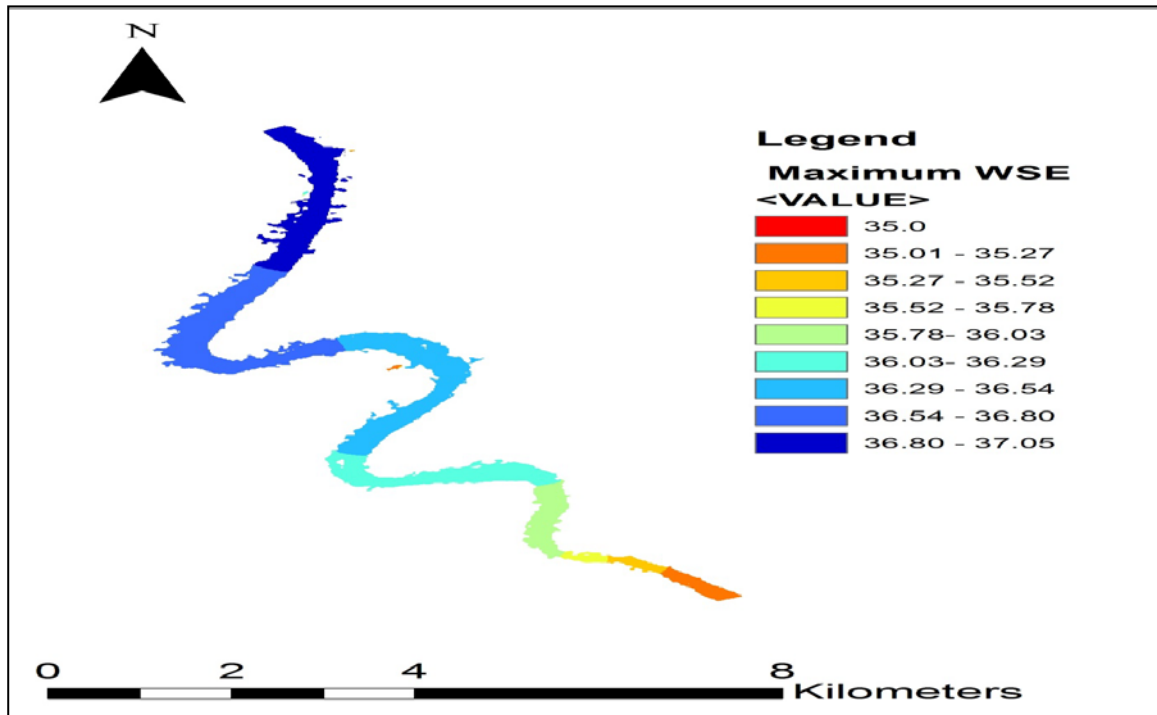 N
Legend
Maximum WSE
<VALUE>
35.0
35.01 - 35.27
35.27 - 35.52
35.52 - 35.78
35.78- 36.03
36.03- 36.29
36.29 - 36.54
36.54 - 36.80
36.80 - 37.05
0 2 4 8
Kilometers